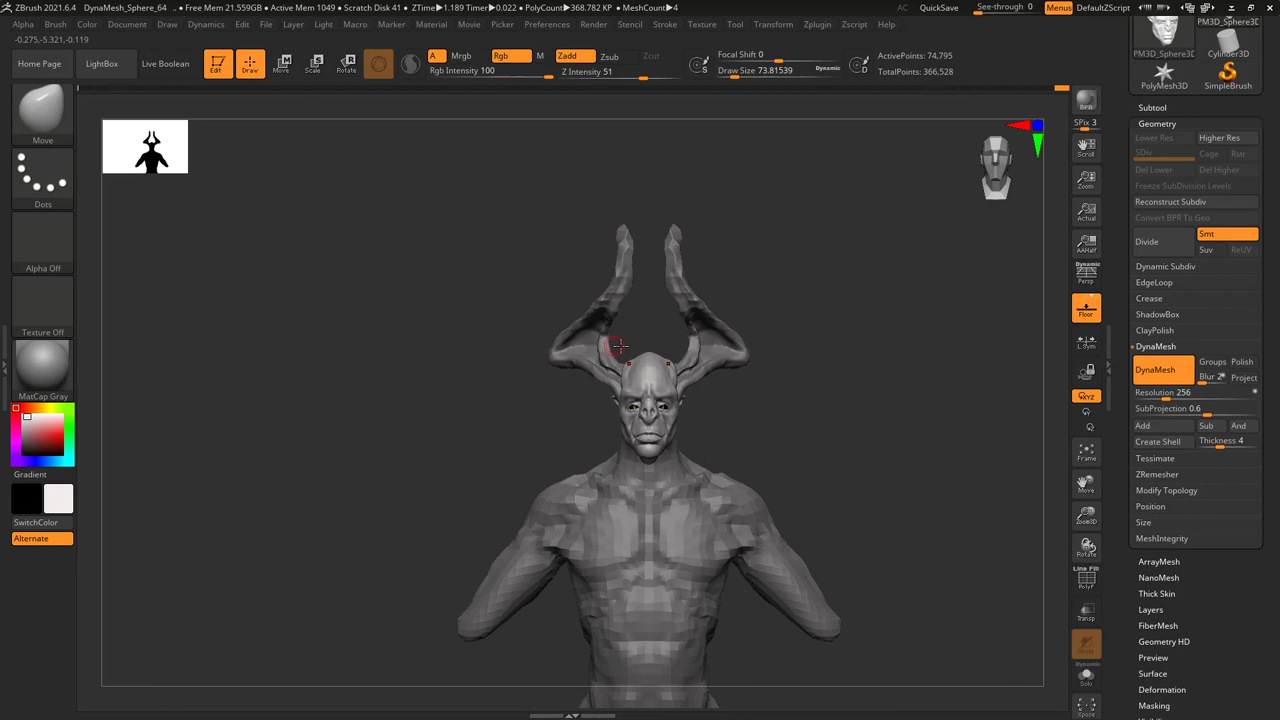 ZBrush 2021.6.4 DynaMesh_Sphere_64 .. • Free Mem 21.559GB • Active Mem 1049 • Scratch Disk 41 • ZTime▶1.189 Timer▶0.022 • PolyCount▶368.782 KP • MeshCount▶4 AC QuickSave See-through 0 Menus DefaultZScript
Alpha Brush Color Document Draw Dynamics Edit File Layer Light Macro Marker Material Movie Picker Preferences Render Stencil Stroke Texture Transform Zplugin Zscript Help
-0.275,-5.321,-0.119
Home Page
LightBox
Live Boolean
Edit
Draw
Move
Scale
Rotate
A Mrgb Rgb M Zadd Zsub Zcut
Rgb Intensity 100 Z Intensity 51
S
Focal Shift 0
Draw Size 73.81539 Dynamic
D
ActivePoints: 74.795
TotalPoints: 366,528
Move
Dots
Alpha Off
Texture Off
MatCap Gray
Gradient
SwitchColor
Alternate
BPR
SPix 3
Scroll
Zoom
Actual
AAHalf
Dynamic
Persp
Floor
L.Sym
XYZ
Frame
Move
Zoom3D
Rotate
Line Fill
PolyF
Transp
Dynamic
Solo
Xpose
PM3D_Sphere3D
PM3D_Sphere3D
Cylinder3D
PolyMesh3D
SimpleBrush
Subtool
Geometry
Lower Res Higher Res
SDiv Cage Rstr
Del Lower Del Higher
Freeze SubDivision Levels
Reconstruct Subdiv
Convert BPR To Geo
Divide
Smt
Suv ReUV
Dynamic Subdiv
EdgeLoop
Crease
ShadowBox
ClayPolish
DynaMesh
DynaMesh
Groups Polish
Blur 2 Project
Resolution 256
SubProjection 0.6
Add Sub And
Create Shell Thickness 4
Tessimate
ZRemesher
Modify Topology
Position
Size
MeshIntegrity
ArrayMesh
NanoMesh
Thick Skin
Layers
FiberMesh
Geometry HD
Preview
Surface
Deformation
Masking